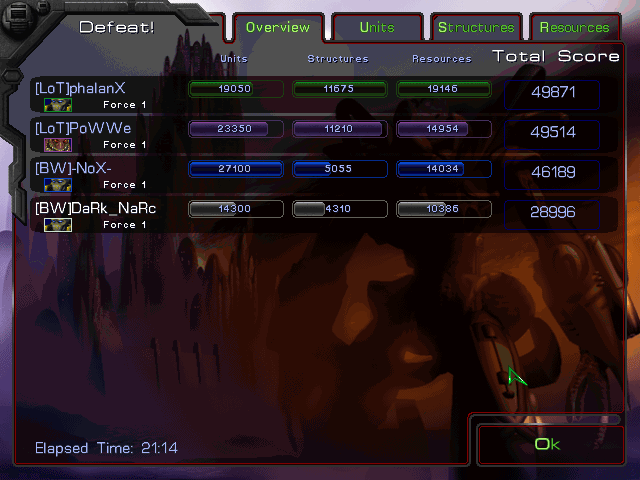 Defeat!
Overview
Units
Structures
Resources
Units
Structures
Resources
Total Score
[LoT]phalanX
Force 1
19050
11675
19146
49871
[LoT]PoWWe
Force 1
23350
11210
14954
49514
[BW]-NoX-
Force 1
27100
5055
14034
46189
[BW]DaRk_NaRc
Force 1
14300
4310
10386
28996
Elapsed Time: 21:14
Ok